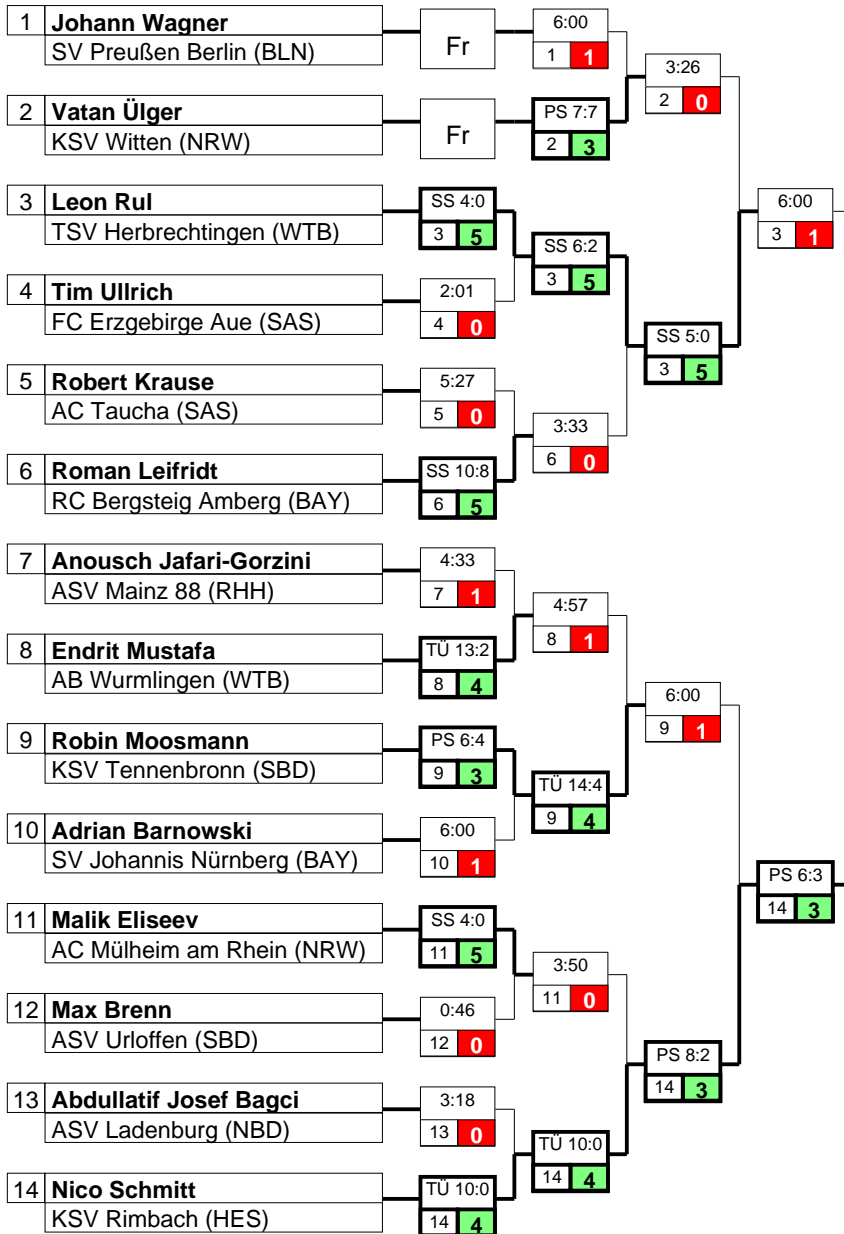 1 Johann Wagner
SV Preußen Berlin (BLN)
Fr
6:00
1 1
3:26
2 0
2 Vatan Ülger
KSV Witten (NRW)
Fr
PS 7:7
2 3
3 Leon Rul
TSV Herbrechtingen (WTB)
SS 4:0
3 5
SS 6:2
3 5
6:00
3 1
4 Tim Ullrich
FC Erzgebirge Aue (SAS)
2:01
4 0
SS 5:0
3 5
5 Robert Krause
AC Taucha (SAS)
5:27
5 0
3:33
6 0
6 Roman Leifridt
RC Bergsteig Amberg (BAY)
SS 10:8
6 5
7 Anousch Jafari-Gorzini
ASV Mainz 88 (RHH)
4:33
7 1
4:57
8 1
8 Endrit Mustafa
AB Wurmlingen (WTB)
TÜ 13:2
8 4
6:00
9 1
9 Robin Moosmann
KSV Tennenbronn (SBD)
PS 6:4
9 3
TÜ 14:4
9 4
10 Adrian Barnowski
SV Johannis Nürnberg (BAY)
6:00
10 1
PS 6:3
14 3
11 Malik Eliseev
AC Mülheim am Rhein (NRW)
SS 4:0
11 5
3:50
11 0
12 Max Brenn
ASV Urloffen (SBD)
0:46
12 0
PS 8:2
14 3
13 Abdullatif Josef Bagci
ASV Ladenburg (NBD)
3:18
13 0
TÜ 10:0
14 4
14 Nico Schmitt
KSV Rimbach (HES)
TÜ 10:0
14 4